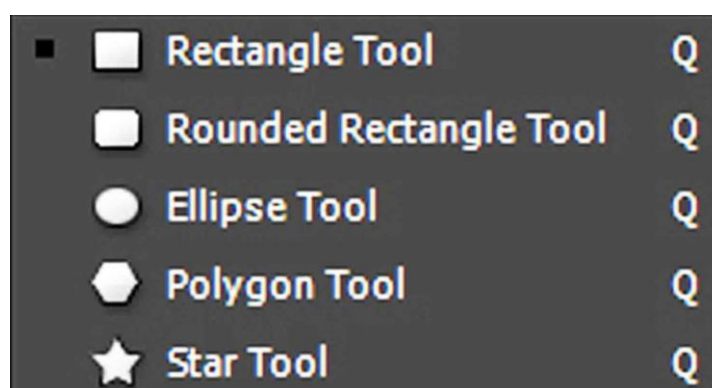 Rectangle Tool Q
Rounded Rectangle Tool Q
Ellipse Tool Q
Polygon Tool Q
Star Tool Q